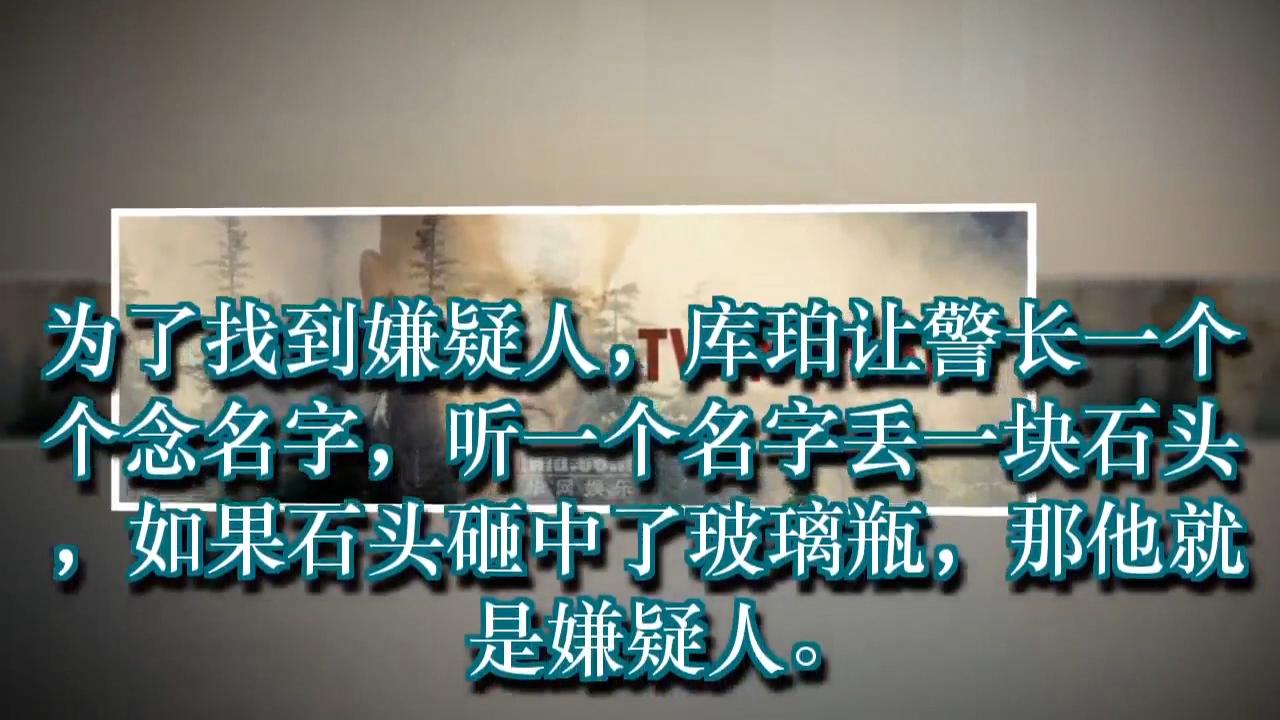 为了找到嫌疑人，库珀让警长一个
个念名字，听一个名字丢一块石头
，如果石头砸中了玻璃瓶，那他就
是嫌疑人。